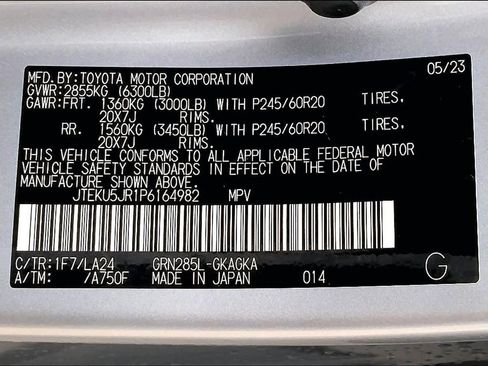 MFD.BY:TOYOTA MOTOR CORPORATION 05/23
GVWR:2855KG (6300LB)
GAWR:FRT. 1360KG (3000LB) WITH P245/60R20 TIRES,
20X7J RIMS.
RR. 1560KG (3450LB) WITH P245/60R20 TIRES,
20X7J RIMS.
THIS VEHICLE CONFORMS TO ALL APPLICABLE FEDERAL MOTOR
VEHICLE SAFETY STANDARDS IN EFFECT ON THE DATE OF
MANUFACTURE SHOWN ABOVE.
JTEKU5JR1P6164982 MPV
C/TR:1F7/LA24 GRN285L-GKAGKA
A/TM: /A750F MADE IN JAPAN 014 G